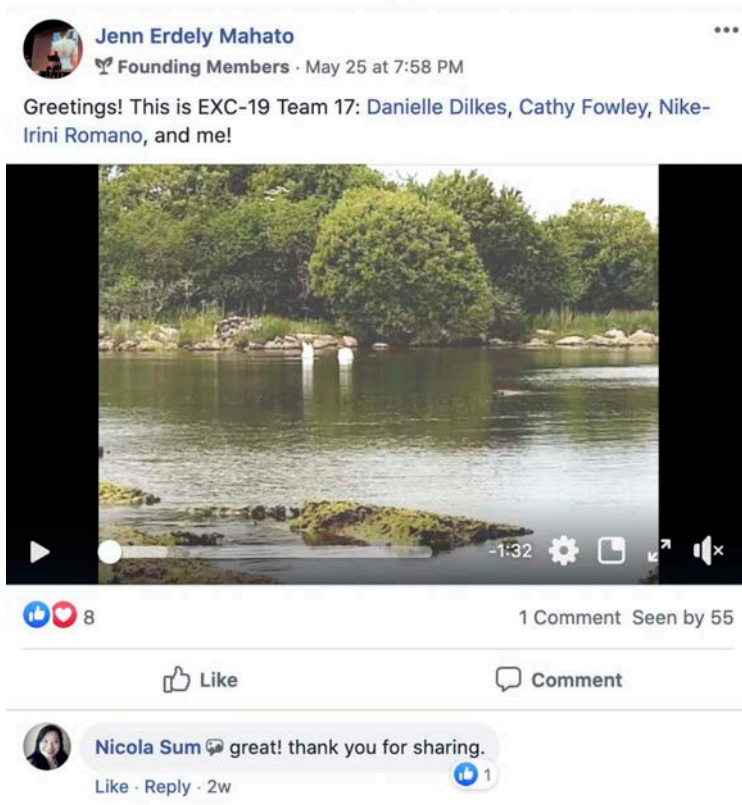 Jenn Erdely Mahato
Founding Members · May 25 at 7:58 PM
Greetings! This is EXC-19 Team 17: Danielle Dilkes, Cathy Fowley, Nike-
Irini Romano, and me!
-1:32
8
1 Comment Seen by 55
Like
Comment
Nicola Sum great! thank you for sharing.
1
Like · Reply · 2w